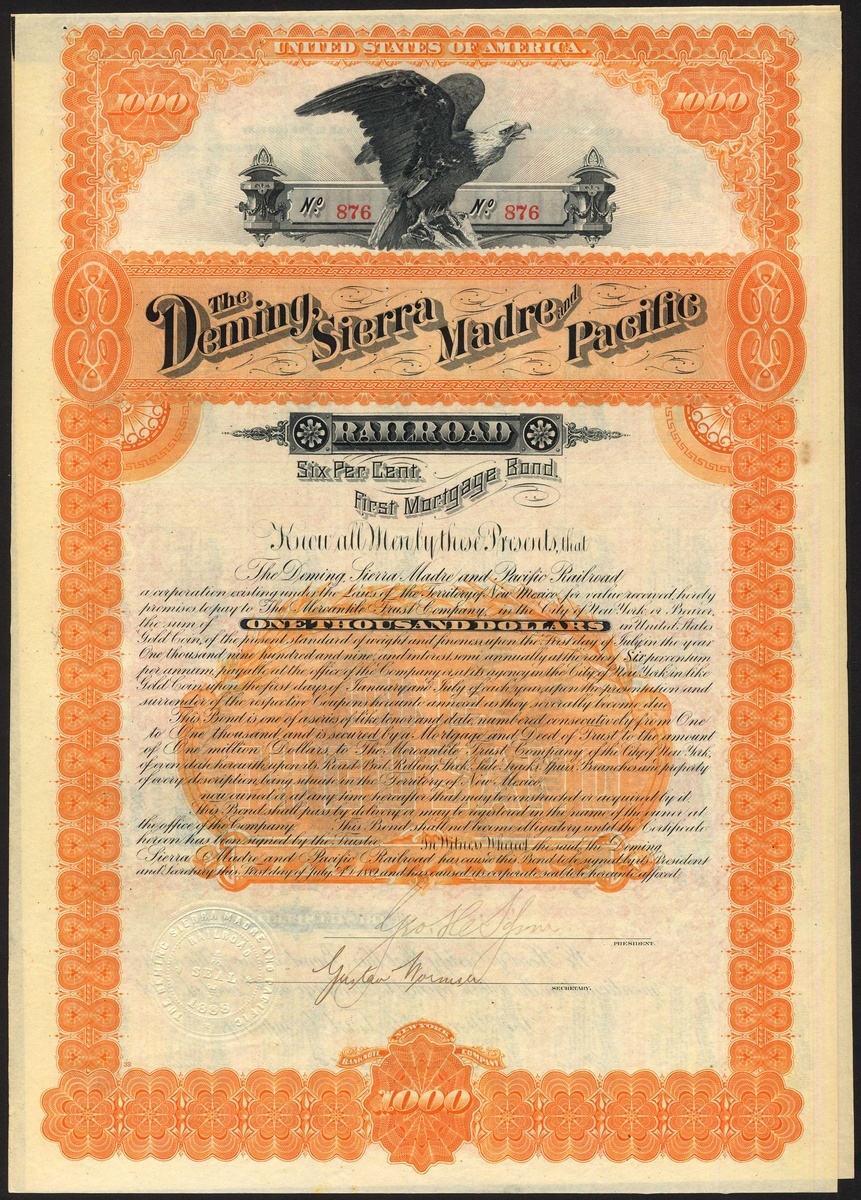 UNITED STATES OF AMERICA.
1000 1000
No. 876 No. 876
The Deming, Sierra Madre and Pacific
RAILROAD
Six Per Cent.
First Mortgage Bond.
Know all Men by these Presents, that
The Deming, Sierra Madre and Pacific Railroad
a corporation existing under the Laws of the Territory of New Mexico for value received, hereby
promises to pay to The Mercantile Trust Company, in the City of New York or Bearer,
the sum of ONE THOUSAND DOLLARS in United States
Gold Coin, of the present standard of weight and fineness upon the First day of July, in the year
One thousand nine hundred and nine, and interest semi annually at the rate of Six per centum
per annum, payable at the office of the Company or at its agency in the City of New York in like
Gold Coin upon the first days of January and July of each year, upon the presentation and
surrender of the respective Coupons hereunto annexed as they severally become due.
This Bond is one of a series of like tenor and date, numbered consecutively from One
to One thousand and is secured by a Mortgage and Deed of Trust to the amount
of One million Dollars, to The Mercantile Trust Company of the City of New York,
of even date herewith upon its Road Bed, Rolling Stock, Side Tracks, Spurs, Branches and property
of every description, being situate in the Territory of New Mexico
now owned or at any time hereafter that may be constructed or acquired by it.
This Bond shall pass by delivery or may be registered in the name of the owner at
the office of the Company. This Bond shall not become obligatory until the Certificate
hereon has been signed by the Trustee. In Witness Whereof, the said, The Deming,
Sierra Madre and Pacific Railroad has caused this Bond to be signed by its President
and Secretary this First day of July, A.D. 1889 and has caused its corporate seal to be hereunto affixed
PRESIDENT.
Gustav Wormser
SECRETARY.
THE DEMING SIERRA MADRE AND PACIFIC
RAILROAD
SEAL
1888
NEW YORK
BANK NOTE COMPANY
1000